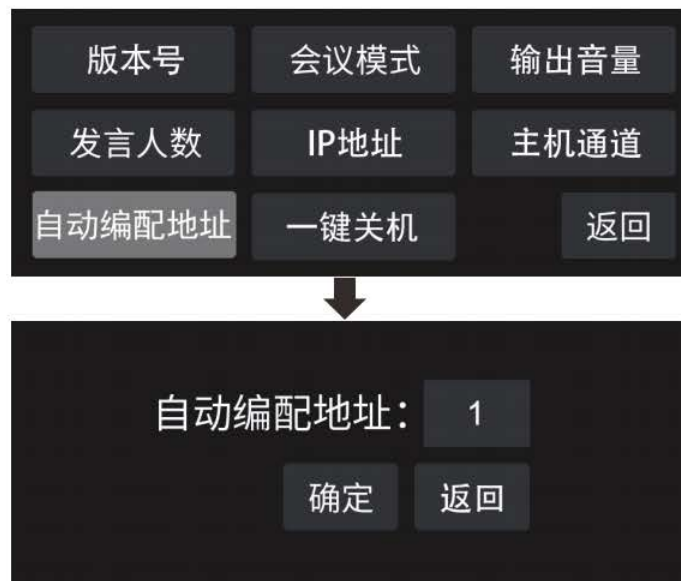 版本号 会议模式 输出音量
发言人数 IP地址 主机通道
自动编配地址 一键关机 返回
自动编配地址： 1
确定 返回